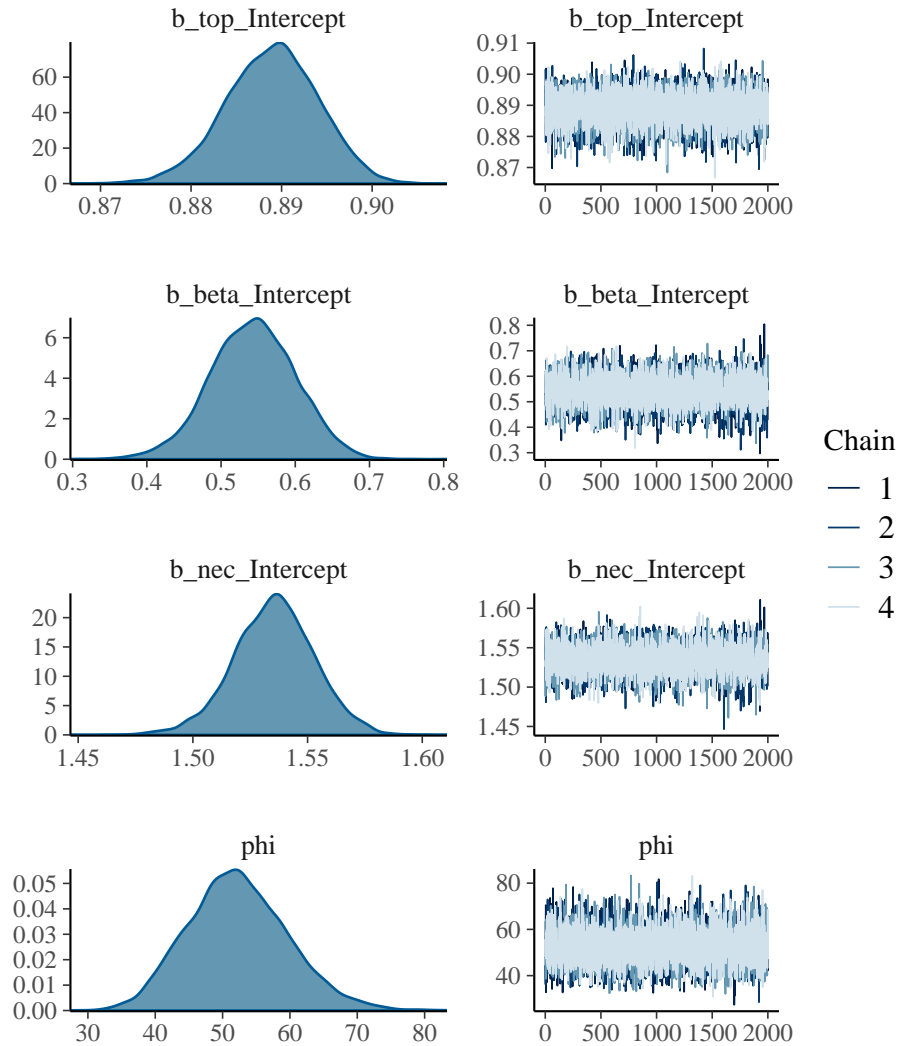 b_top_Intercept
60
40
20
0
0.87 0.88 0.89 0.90
b_top_Intercept
0.91
0.90
0.89
0.88
0.87
0 500 1000 1500 2000
b_beta_Intercept
6
4
2
0
0.3 0.4 0.5 0.6 0.7 0.8
b_beta_Intercept
0.8
0.7
0.6
0.5
0.4
0.3
0 500 1000 1500 2000
b_nec_Intercept
20
15
10
5
0
1.45 1.50 1.55 1.60
b_nec_Intercept
1.60
1.55
1.50
1.45
0 500 1000 1500 2000
phi
0.05
0.04
0.03
0.02
0.01
0.00
30 40 50 60 70 80
phi
80
60
40
0 500 1000 1500 2000
Chain
1
2
3
4